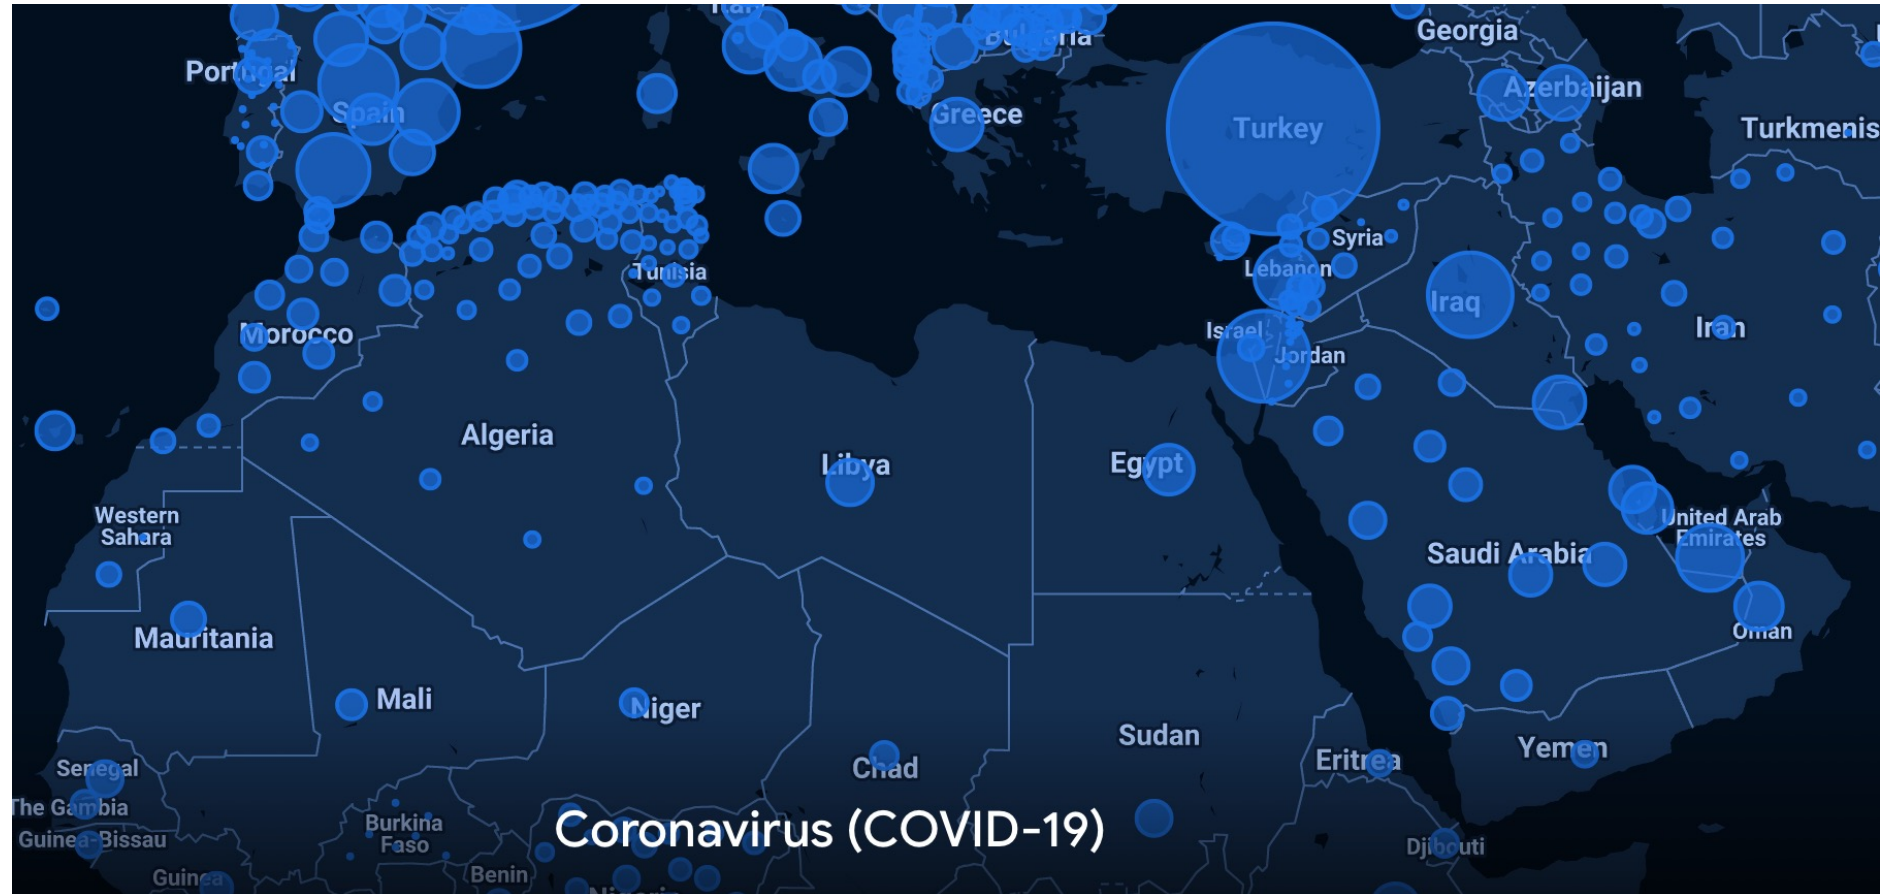 Italy
Bulgaria
Georgia
Portugal
Azerbaijan
Spain
Greece
Turkey
Turkmenis
Syria
Lebanon
Tunisia
Iraq
Israel
Iran
Morocco
Jordan
Algeria
Libya
Egypt
Western
Sahara
United Arab
Emirates
Saudi Arabia
Oman
Mauritania
Mali
Niger
Sudan
Yemen
Eritrea
Chad
Senegal
The Gambia
Guinea-Bissau
Burkina
Faso
Coronavirus (COVID-19)
Djibouti
Guinea
Benin
Nigeria